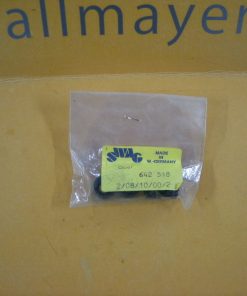 allmayer
SWAG
MADE
IN
W.-GERMANY
642 518
2/08/10/00/2